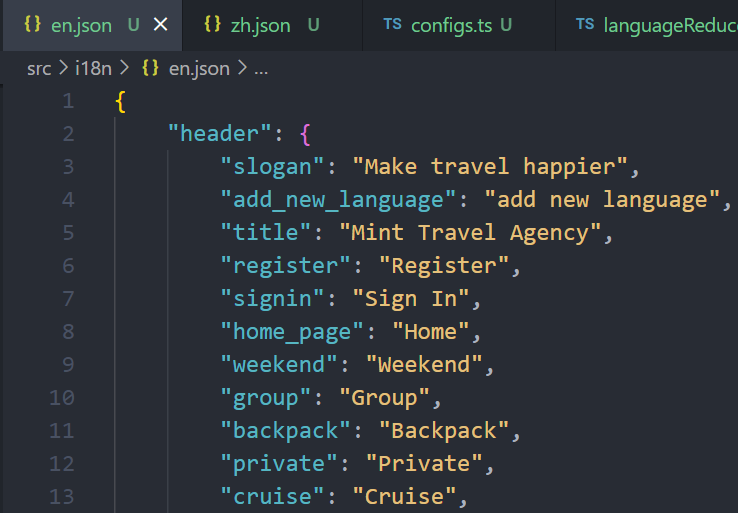 {} en.json U × {} zh.json U TS configs.ts U TS languageReduc
src > i18n > {} en.json > ...
1 {
2 "header": {
3 "slogan": "Make travel happier",
4 "add_new_language": "add new language",
5 "title": "Mint Travel Agency",
6 "register": "Register",
7 "signin": "Sign In",
8 "home_page": "Home",
9 "weekend": "Weekend",
10 "group": "Group",
11 "backpack": "Backpack",
12 "private": "Private",
13 "cruise": "Cruise",